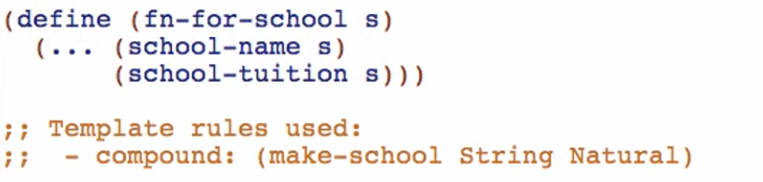 (define (fn-for-school s)
  (... (school-name s)
       (school-tuition s)))
;; Template rules used:
;;  - compound: (make-school String Natural)